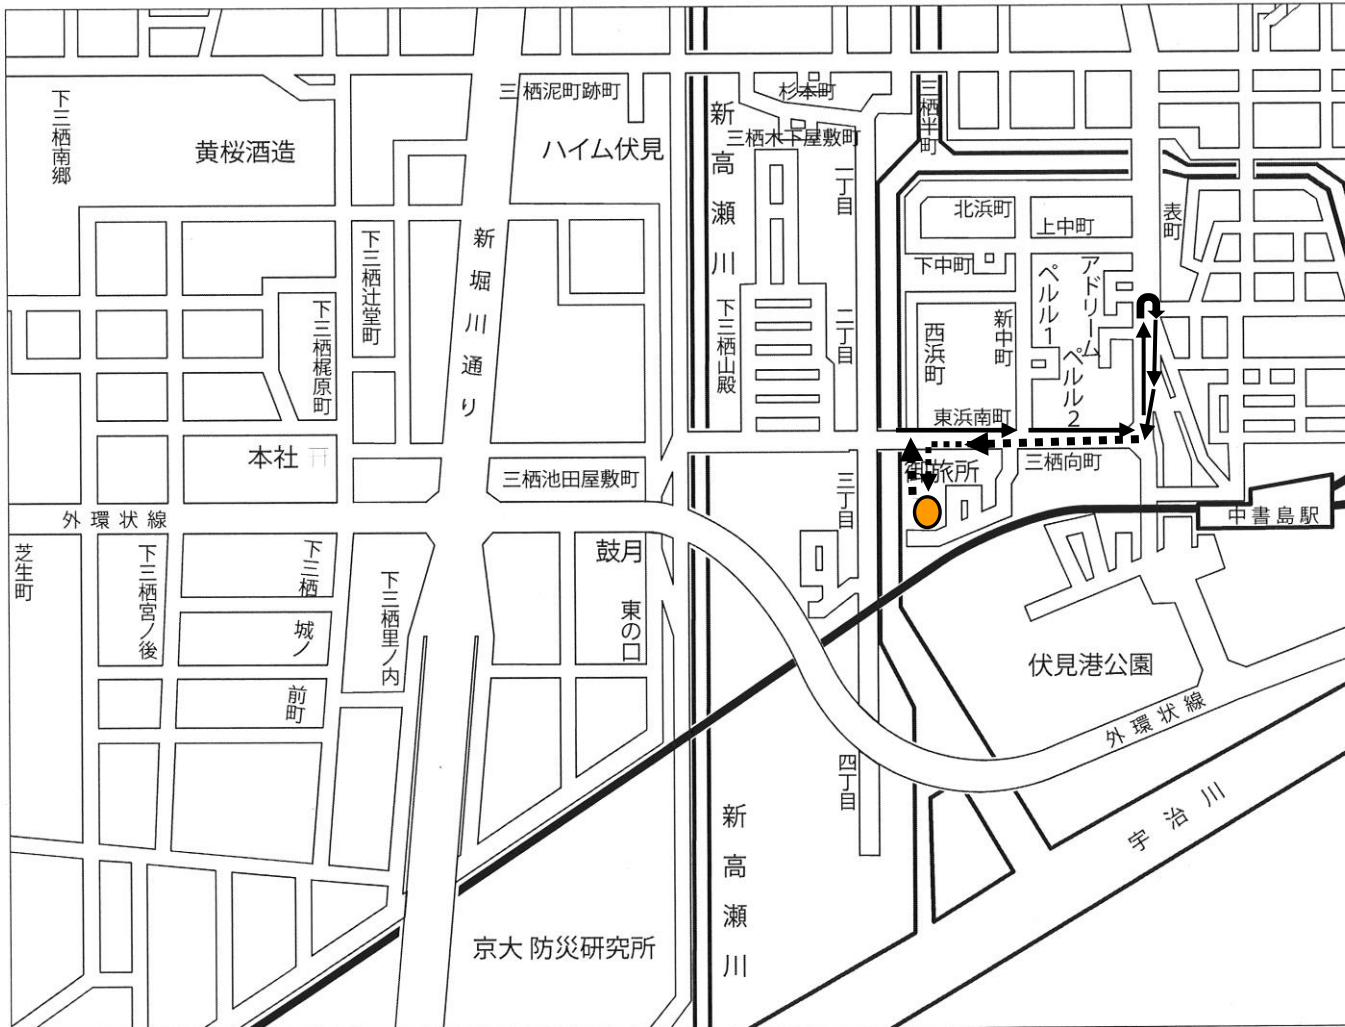 下三栖南郷
黄桜酒造
三栖泥町跡町
ハイム伏見
新高瀬川
杉本町
三栖木下屋敷町
三栖半町
一丁目
北浜町
上中町
表町
下中町
アドリーム
ペルル1
ペルル2
新中町
西浜町
二丁目
下三栖山殿
新堀川通り
下三栖辻堂町
下三栖梶原町
東浜南町
本社
三栖池田屋敷町
御旅所
三栖向町
三丁目
外環状線
中書島駅
芝生町
下三栖宮ノ後
下三栖
城ノ
前町
下三栖里ノ内
鼓月
東の口
伏見港公園
外環状線
四丁目
宇治川
新高瀬川
京大 防災研究所